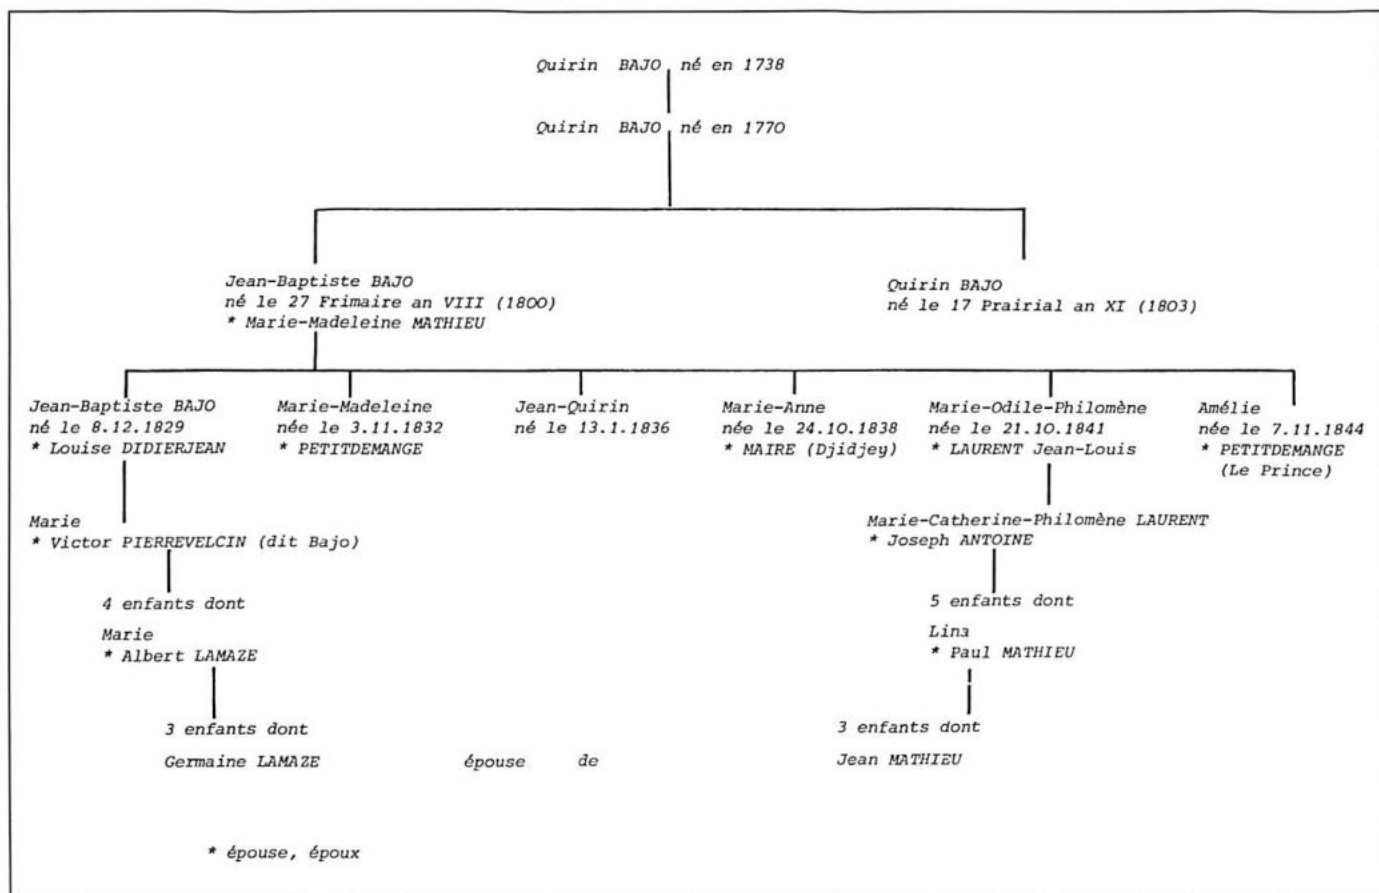 Quirin BAJO né en 1738
Quirin BAJO né en 1770
Jean-Baptiste BAJO
né le 27 Frimaire an VIII (1800)
* Marie-Madeleine MATHIEU
Quirin BAJO
né le 17 Prairial an XI (1803)
Jean-Baptiste BAJO
né le 8.12.1829
* Louise DIDIERJEAN
Marie-Madeleine
née le 3.11.1832
* PETITDEMANGE
Jean-Quirin
né le 13.1.1836
Marie-Anne
née le 24.10.1838
* MAIRE (Djidjey)
Marie-Odile-Philomène
née le 21.10.1841
* LAURENT Jean-Louis
Amélie
née le 7.11.1844
* PETITDEMANGE
(Le Prince)
Marie
* Victor PIERREVELCIN (dit Bajo)
Marie-Catherine-Philomène LAURENT
* Joseph ANTOINE
4 enfants dont
Marie
* Albert LAMAZE
5 enfants dont
Lina
* Paul MATHIEU
3 enfants dont
Germaine LAMAZE épouse de Jean MATHIEU
3 enfants dont
* épouse, époux